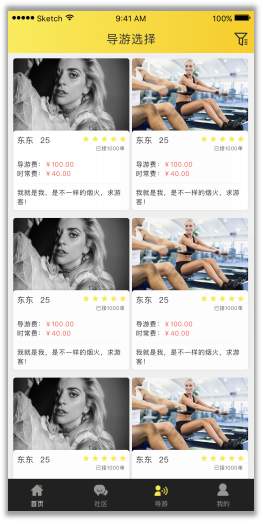 Sketch 9:41 AM 100%
导游选择
东东 25 东东 25
已接1000单 已接1000单
导游费：￥100.00 导游费：￥100.00
时常费：￥40.00 时常费：￥40.00
我就是我，是不一样的烟火，求游 我就是我，是不一样的烟火，求游
客！ 客！
东东 25 东东 25
已接1000单 已接1000单
导游费：￥100.00 导游费：￥100.00
时常费：￥40.00 时常费：￥40.00
我就是我，是不一样的烟火，求游 我就是我，是不一样的烟火，求游
客！ 客！
东东 25 东东 25
已接1000单 已接1000单
首页 社区 导游 我的